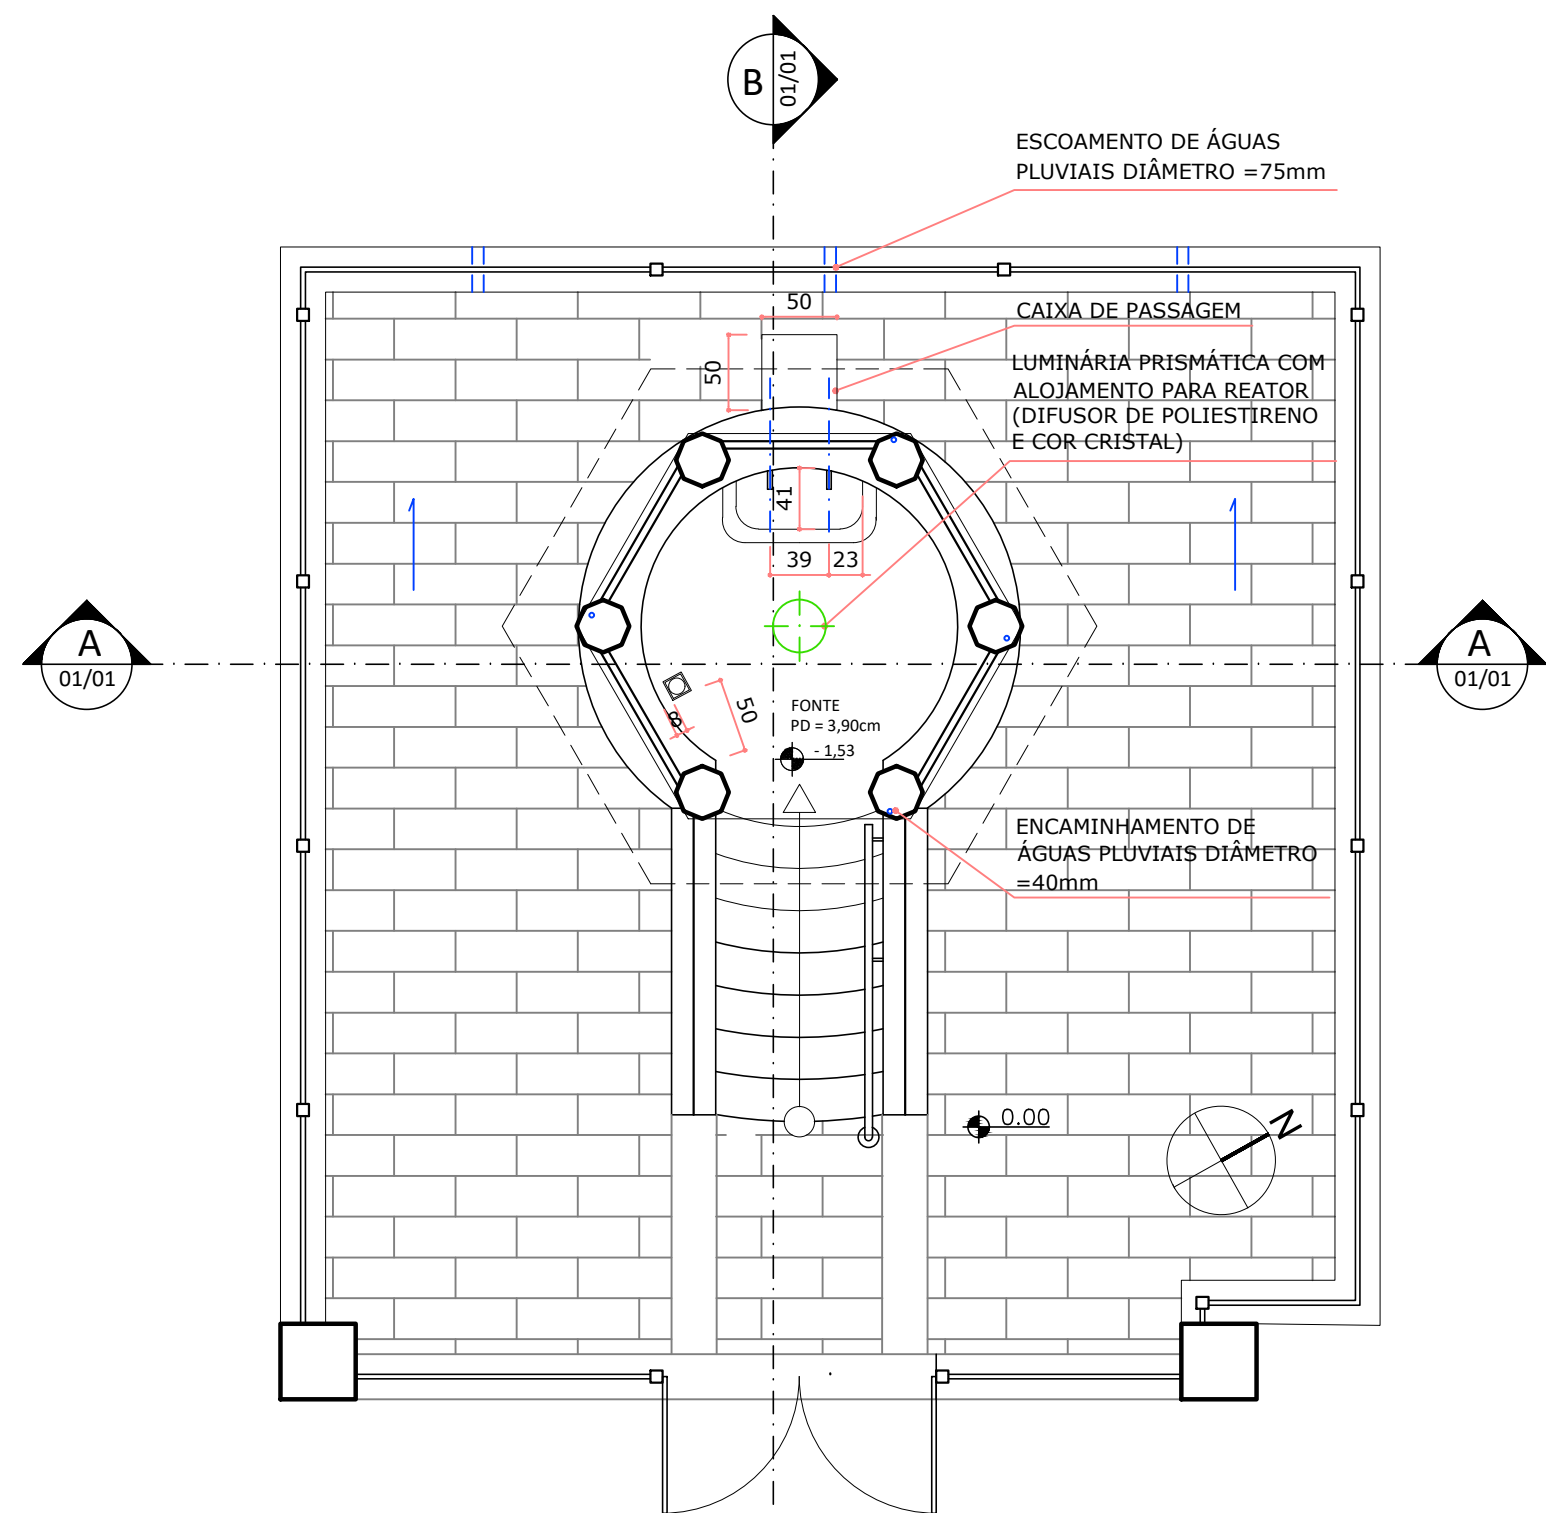 B
01/01
ESCOAMENTO DE ÁGUAS
PLUVIAIS DIÂMETRO =75mm
50
CAIXA DE PASSAGEM
50
LUMINÁRIA PRISMÁTICA COM
ALOJAMENTO PARA REATOR
(DIFUSOR DE POLIESTIRENO
E COR CRISTAL)
41
39
23
A
01/01
A
01/01
8
50
FONTE
PD = 3,90cm
- 1,53
ENCAMINHAMENTO DE
ÁGUAS PLUVIAIS DIÂMETRO
=40mm
0.00
N